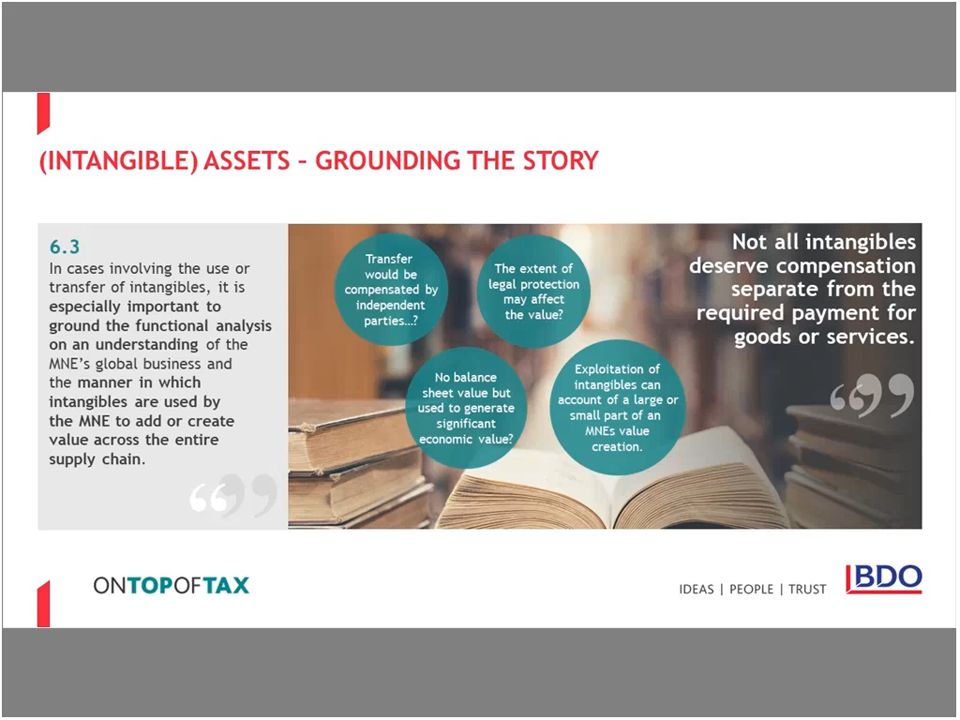 (INTANGIBLE) ASSETS – GROUNDING THE STORY
6.3
In cases involving the use or
transfer of intangibles, it is
especially important to
ground the functional analysis
on an understanding of the
MNE's global business and
the manner in which
intangibles are used by
the MNE to add or create
value across the entire
supply chain.
Transfer
would be
compensated by
independent
parties…?
The extent of
legal protection
may affect
the value?
No balance
sheet value but
used to generate
significant
economic value?
Exploitation of
intangibles can
account of a large or
small part of an
MNEs value
creation.
Not all intangibles
deserve compensation
separate from the
required payment for
goods or services.
ONTOPOFTAX
IDEAS | PEOPLE | TRUST
BDO